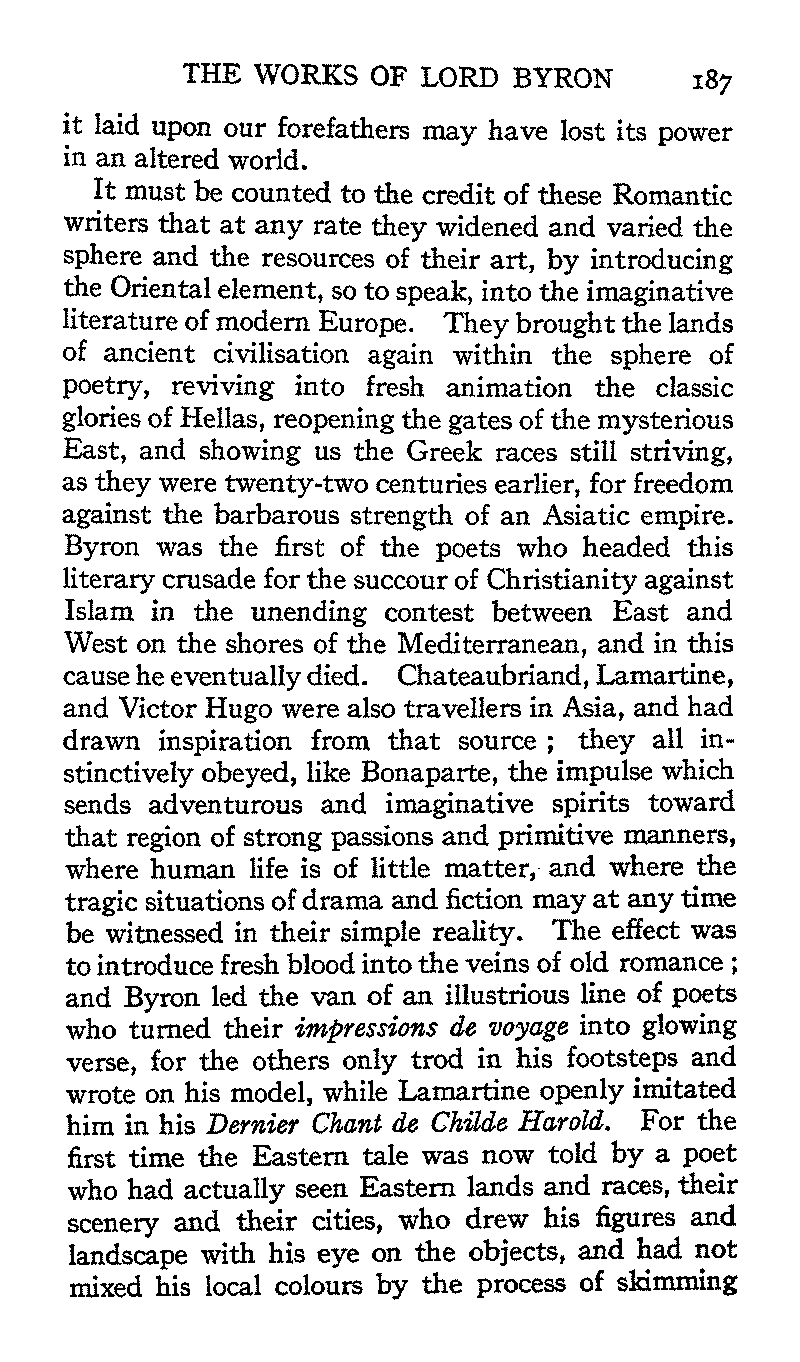 THE WORKS OF LORD BYRON 187
it laid upon our forefathers may have lost its power
in an altered world.
It must be counted to the credit of these Romantic
writers that at any rate they widened and varied the
sphere and the resources of their art, by introducing
the Oriental element, so to speak, into the imaginative
literature of modern Europe. They brought the lands
of ancient civilisation again within the sphere of
poetry, reviving into fresh animation the classic
glories of Hellas, reopening the gates of the mysterious
East, and showing us the Greek races still striving,
as they were twenty-two centuries earlier, for freedom
against the barbarous strength of an Asiatic empire.
Byron was the first of the poets who headed this
literary crusade for the succour of Christianity against
Islam in the unending contest between East and
West on the shores of the Mediterranean, and in this
cause he eventually died. Chateaubriand, Lamartine,
and Victor Hugo were also travellers in Asia, and had
drawn inspiration from that source ; they all in-
stinctively obeyed, like Bonaparte, the impulse which
sends adventurous and imaginative spirits toward
that region of strong passions and primitive manners,
where human life is of little matter, and where the
tragic situations of drama and fiction may at any time
be witnessed in their simple reality. The effect was
to introduce fresh blood into the veins of old romance ;
and Byron led the van of an illustrious line of poets
who turned their impressions de voyage into glowing
verse, for the others only trod in his footsteps and
wrote on his model, while Lamartine openly imitated
him in his Dernier Chant de Childe Harold. For the
first time the Eastern tale was now told by a poet
who had actually seen Eastern lands and races, their
scenery and their cities, who drew his figures and
landscape with his eye on the objects, and had not
mixed his local colours by the process of skimming